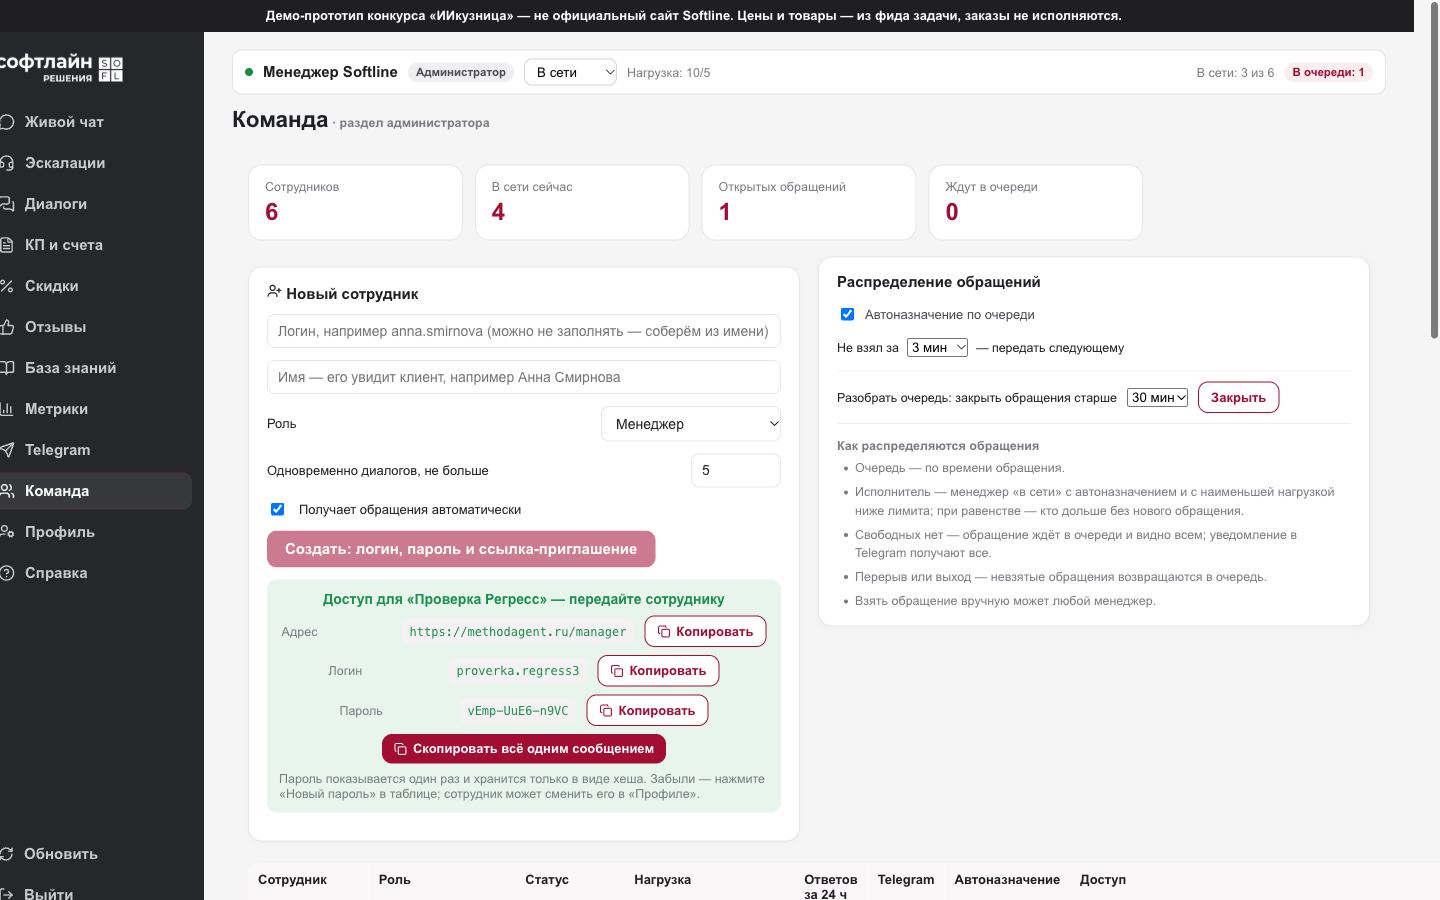 Демо-прототип конкурса «ИИкузница» — не официальный сайт Softline. Цены и товары — из фида задачи, заказы не исполняются.
софтлайн
РЕШЕНИЯ
SO
FL
Живой чат
Эскалации
Диалоги
КП и счета
Скидки
Отзывы
База знаний
Метрики
Telegram
Команда
Профиль
Справка
Обновить
Выйти
Менеджер Softline
Администратор
В сети
Нагрузка: 10/5
В сети: 3 из 6
В очереди: 1
Команда · раздел администратора
Сотрудников
6
В сети сейчас
4
Открытых обращений
1
Ждут в очереди
0
Новый сотрудник
Логин, например anna.smirnova (можно не заполнять — соберём из имени)
Имя — его увидит клиент, например Анна Смирнова
Роль
Менеджер
Одновременно диалогов, не больше
5
Получает обращения автоматически
Создать: логин, пароль и ссылка-приглашение
Доступ для «Проверка Регресс» — передайте сотруднику
Адрес
https://methodagent.ru/manager
Копировать
Логин
proverka.regress3
Копировать
Пароль
vEmp-UuE6-n9VC
Копировать
Скопировать всё одним сообщением
Пароль показывается один раз и хранится только в виде хеша. Забыли — нажмите
«Новый пароль» в таблице; сотрудник может сменить его в «Профиле».
Распределение обращений
Автоназначение по очереди
Не взял за
3 мин
— передать следующему
Разобрать очередь: закрыть обращения старше
30 мин
Закрыть
Как распределяются обращения
• Очередь — по времени обращения.
• Исполнитель — менеджер «в сети» с автоназначением и с наименьшей нагрузкой
ниже лимита; при равенстве — кто дольше без нового обращения.
• Свободных нет — обращение ждёт в очереди и видно всем; уведомление в
Telegram получают все.
• Перерыв или выход — невзятые обращения возвращаются в очередь.
• Взять обращение вручную может любой менеджер.
Сотрудник
Роль
Статус
Нагрузка
Ответов
за 24 ч
Telegram
Автоназначение
Доступ